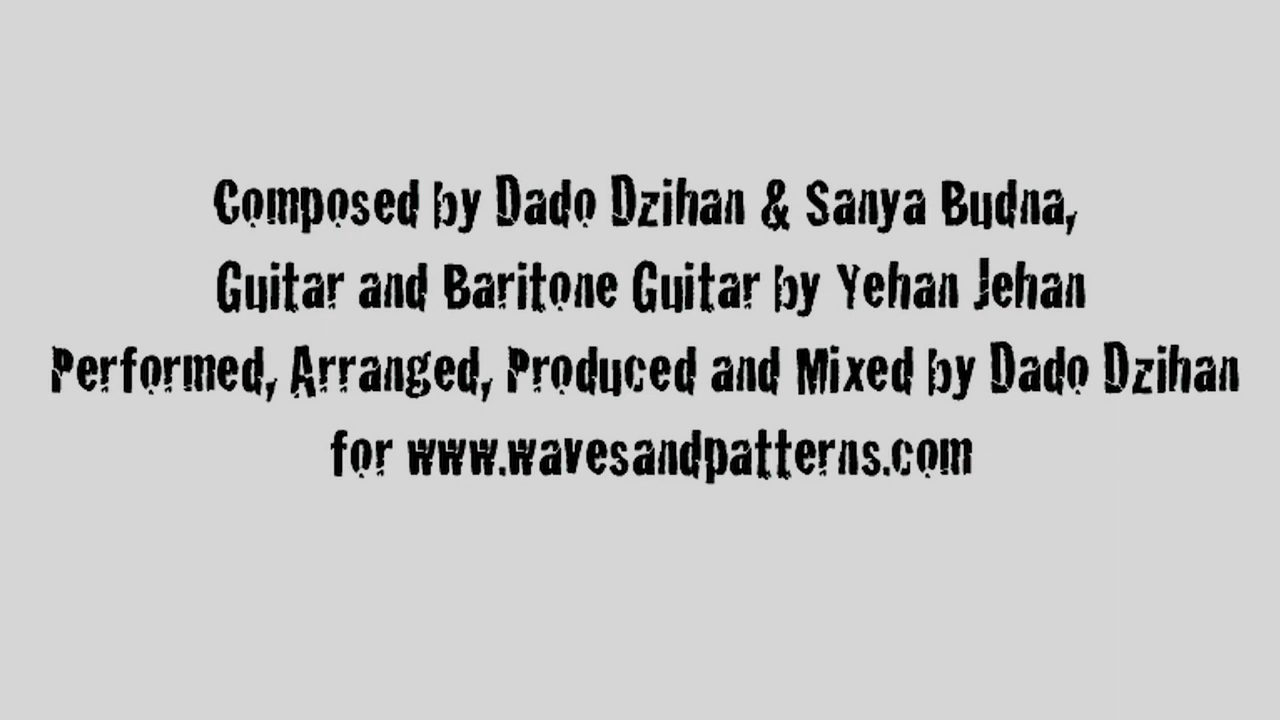 Composed by Dado Dzihan & Sanya Budna,
Guitar and Baritone Guitar by Yehan Jehan
Performed, Arranged, Produced and Mixed by Dado Dzihan
for www.wavesandpatterns.com